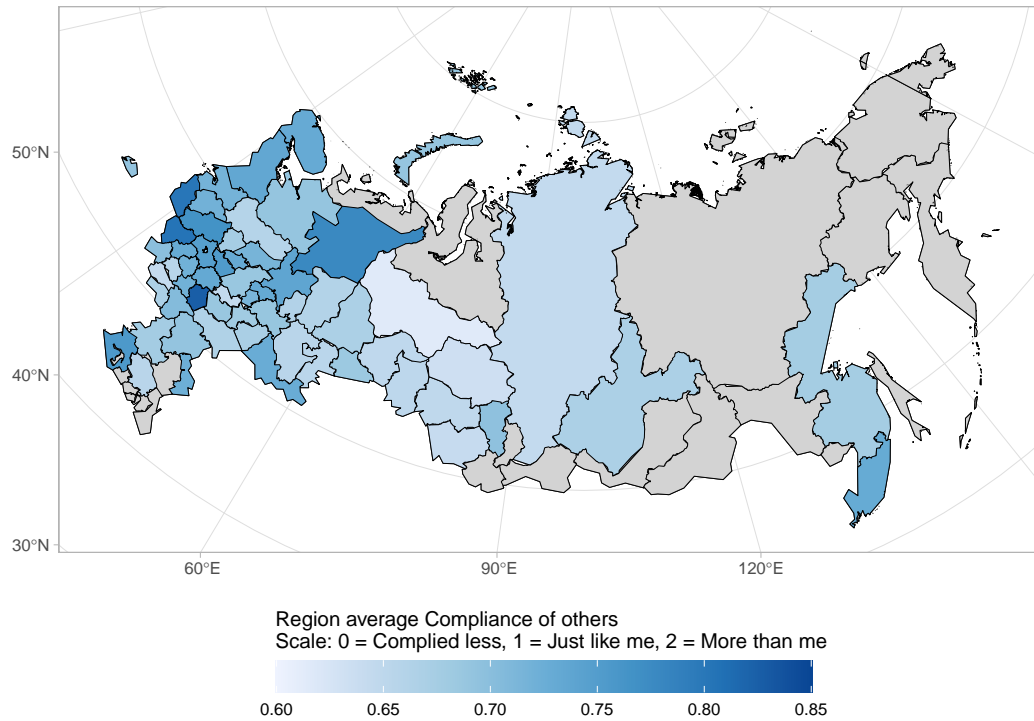 50°N
40°N
30°N
60°E
90°E
120°E
Region average Compliance of others
Scale: 0 = Complied less, 1 = Just like me, 2 = More than me
0.60
0.65
0.70
0.75
0.80
0.85